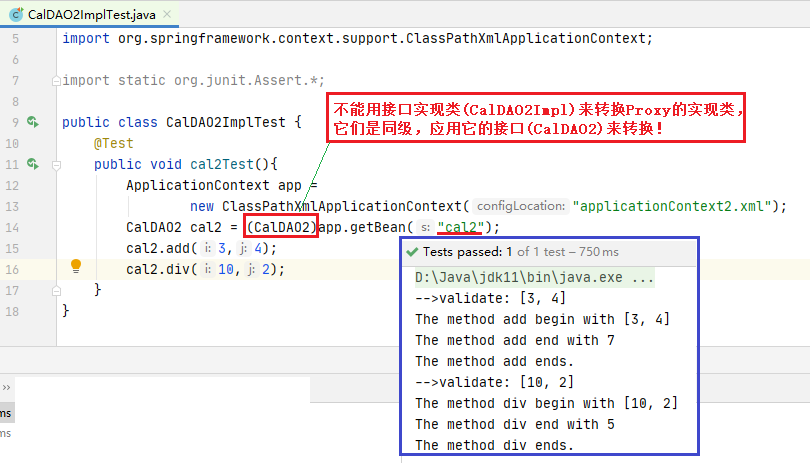 CalDAO2ImplTest.java
5 import org.springframework.context.support.ClassPathXmlApplicationContext;
6
7 import static org.junit.Assert.*;
8
9 public class CalDAO2ImplTest {
不能用接口实现类(CalDAO2Impl)来转换Proxy的实现类，
它们是同级，应用它的接口(CalDAO2)来转换！
10 @Test
11 public void cal2Test(){
12 ApplicationContext app =
13 new ClassPathXmlApplicationContext( configLocation: "applicationContext2.xml");
14 CalDAO2 cal2 = (CalDAO2)app.getBean( s: "cal2");
15 cal2.add( i: 3, j: 4);
16 cal2.div( i: 10, j: 2);
17 }
18 }
Tests passed: 1 of 1 test – 750 ms
D:\Java\jdk11\bin\java.exe ...
-->validate: [3, 4]
The method add begin with [3, 4]
The method add end with 7
The method add ends.
-->validate: [10, 2]
The method div begin with [10, 2]
The method div end with 5
The method div ends.
>>
ms
ms